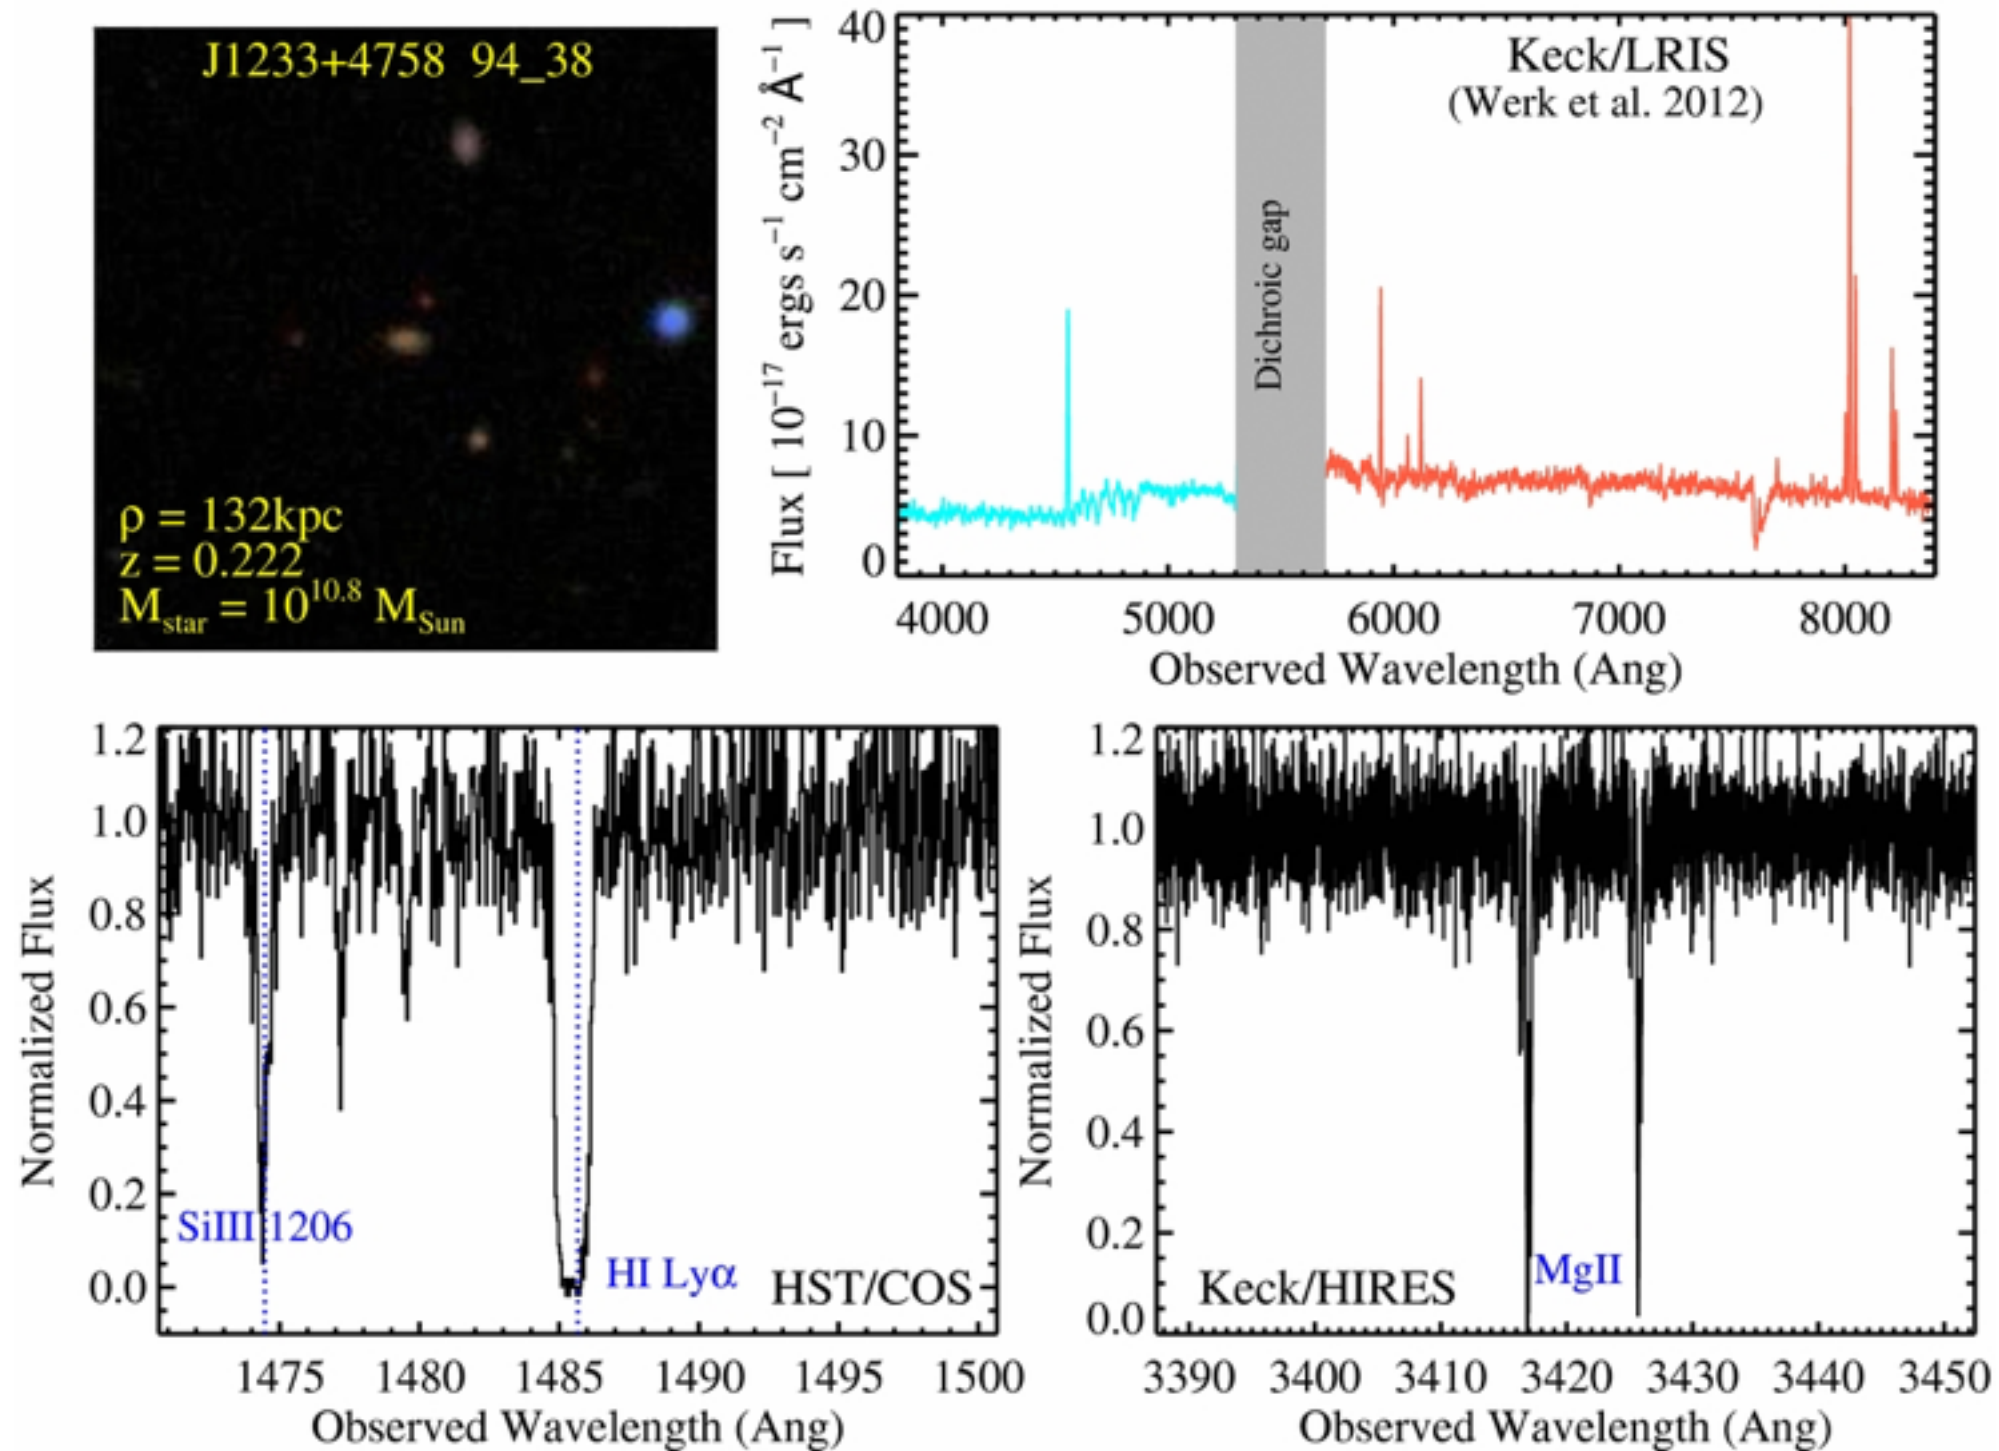 J1233+4758 94_38
ρ = 132kpc
z = 0.222
M_star = 10^10.8 M_Sun
Flux [ 10^−17 ergs s^−1 cm^−2 Å^−1 ]
40
30
20
10
0
Keck/LRIS
(Werk et al. 2012)
Dichroic gap
4000 5000 6000 7000 8000
Observed Wavelength (Ang)
Normalized Flux
1.2
1.0
0.8
0.6
0.4
0.2
0.0
SiIII 1206
HI Lyα
HST/COS
1475 1480 1485 1490 1495 1500
Observed Wavelength (Ang)
Normalized Flux
1.2
1.0
0.8
0.6
0.4
0.2
0.0
Keck/HIRES
MgII
3390 3400 3410 3420 3430 3440 3450
Observed Wavelength (Ang)